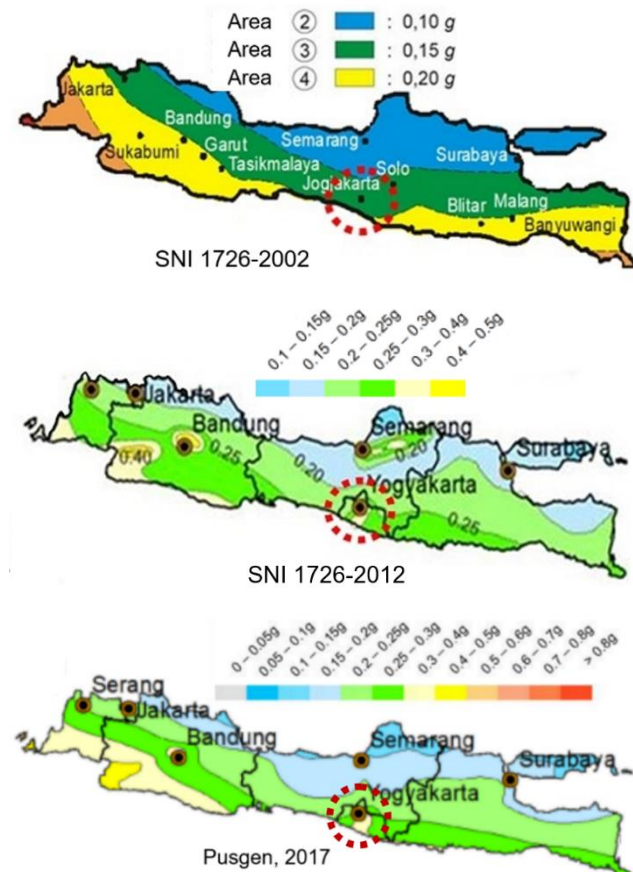 Area ② : 0,10 g
Area ③ : 0,15 g
Area ④ : 0,20 g
Jakarta
Bandung
Semarang
Garut
Sukabumi
Surabaya
Tasikmalaya
Solo
Jogjakarta
Blitar
Malang
Banyuwangi
SNI 1726-2002
0.1 – 0.15g
0.15 – 0.2g
0.2 – 0.25g
0.25 – 0.3g
0.3 – 0.4g
0.4 – 0.5g
Jakarta
Bandung
Semarang
Surabaya
0.40
0.25
0.20
0.20
Yogyakarta
0.25
SNI 1726-2012
0 – 0.05g
0.05 – 0.1g
0.1 – 0.15g
0.15 – 0.2g
0.2 – 0.25g
0.25 – 0.3g
0.3 – 0.4g
0.4 – 0.5g
0.5 – 0.6g
0.6 – 0.7g
0.7 – 0.8g
> 0.8g
Serang
Jakarta
Bandung
Semarang
Surabaya
Yogyakarta
Pusgen, 2017